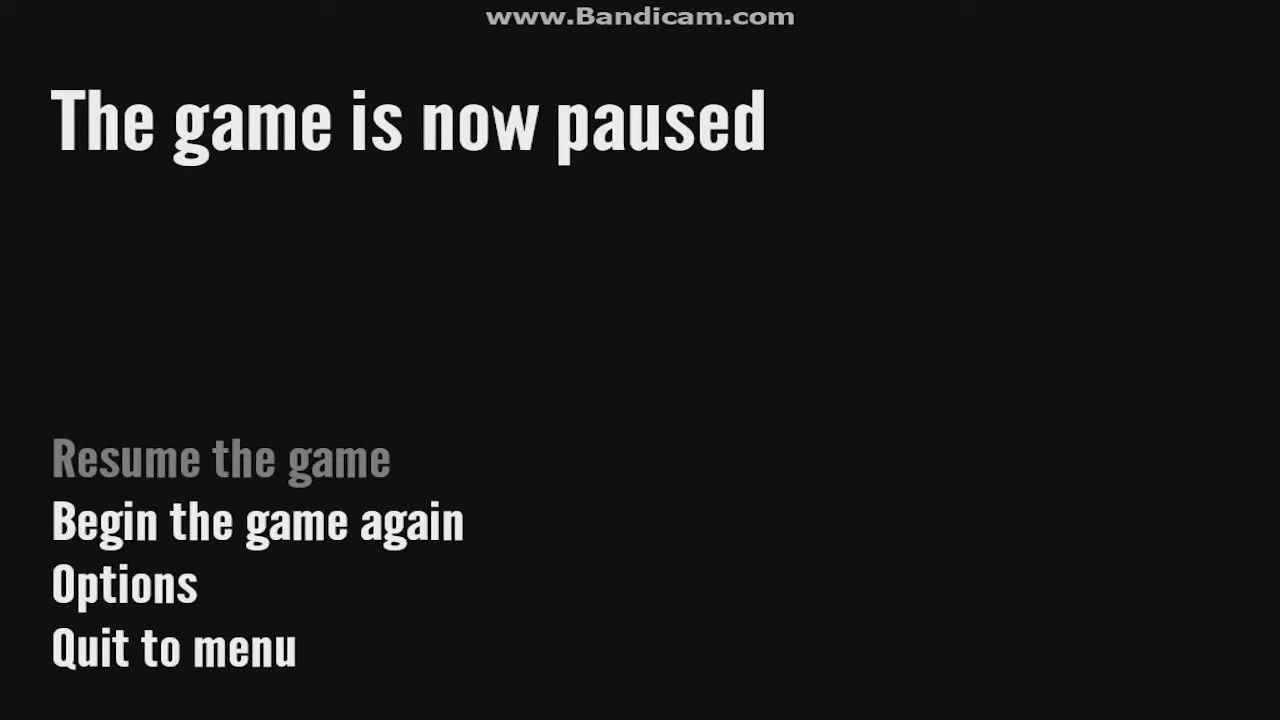 www.Bandicam.com
The game is now paused
Resume the game
Begin the game again
Options
Quit to menu